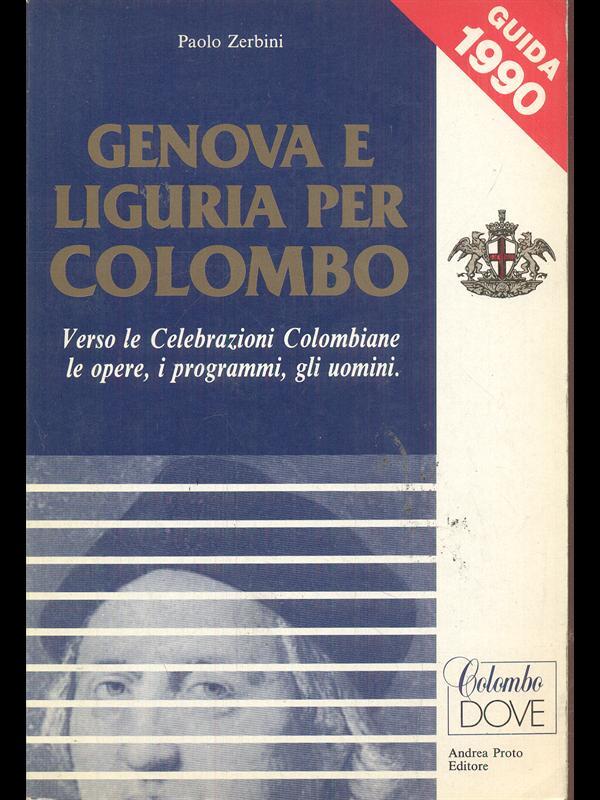 Paolo Zerbini
GUIDA
1990
GENOVA E
LIGURIA PER
COLOMBO
Verso le Celebrazioni Colombiane
le opere, i programmi, gli uomini.
Colombo
DOVE
Andrea Proto
Editore